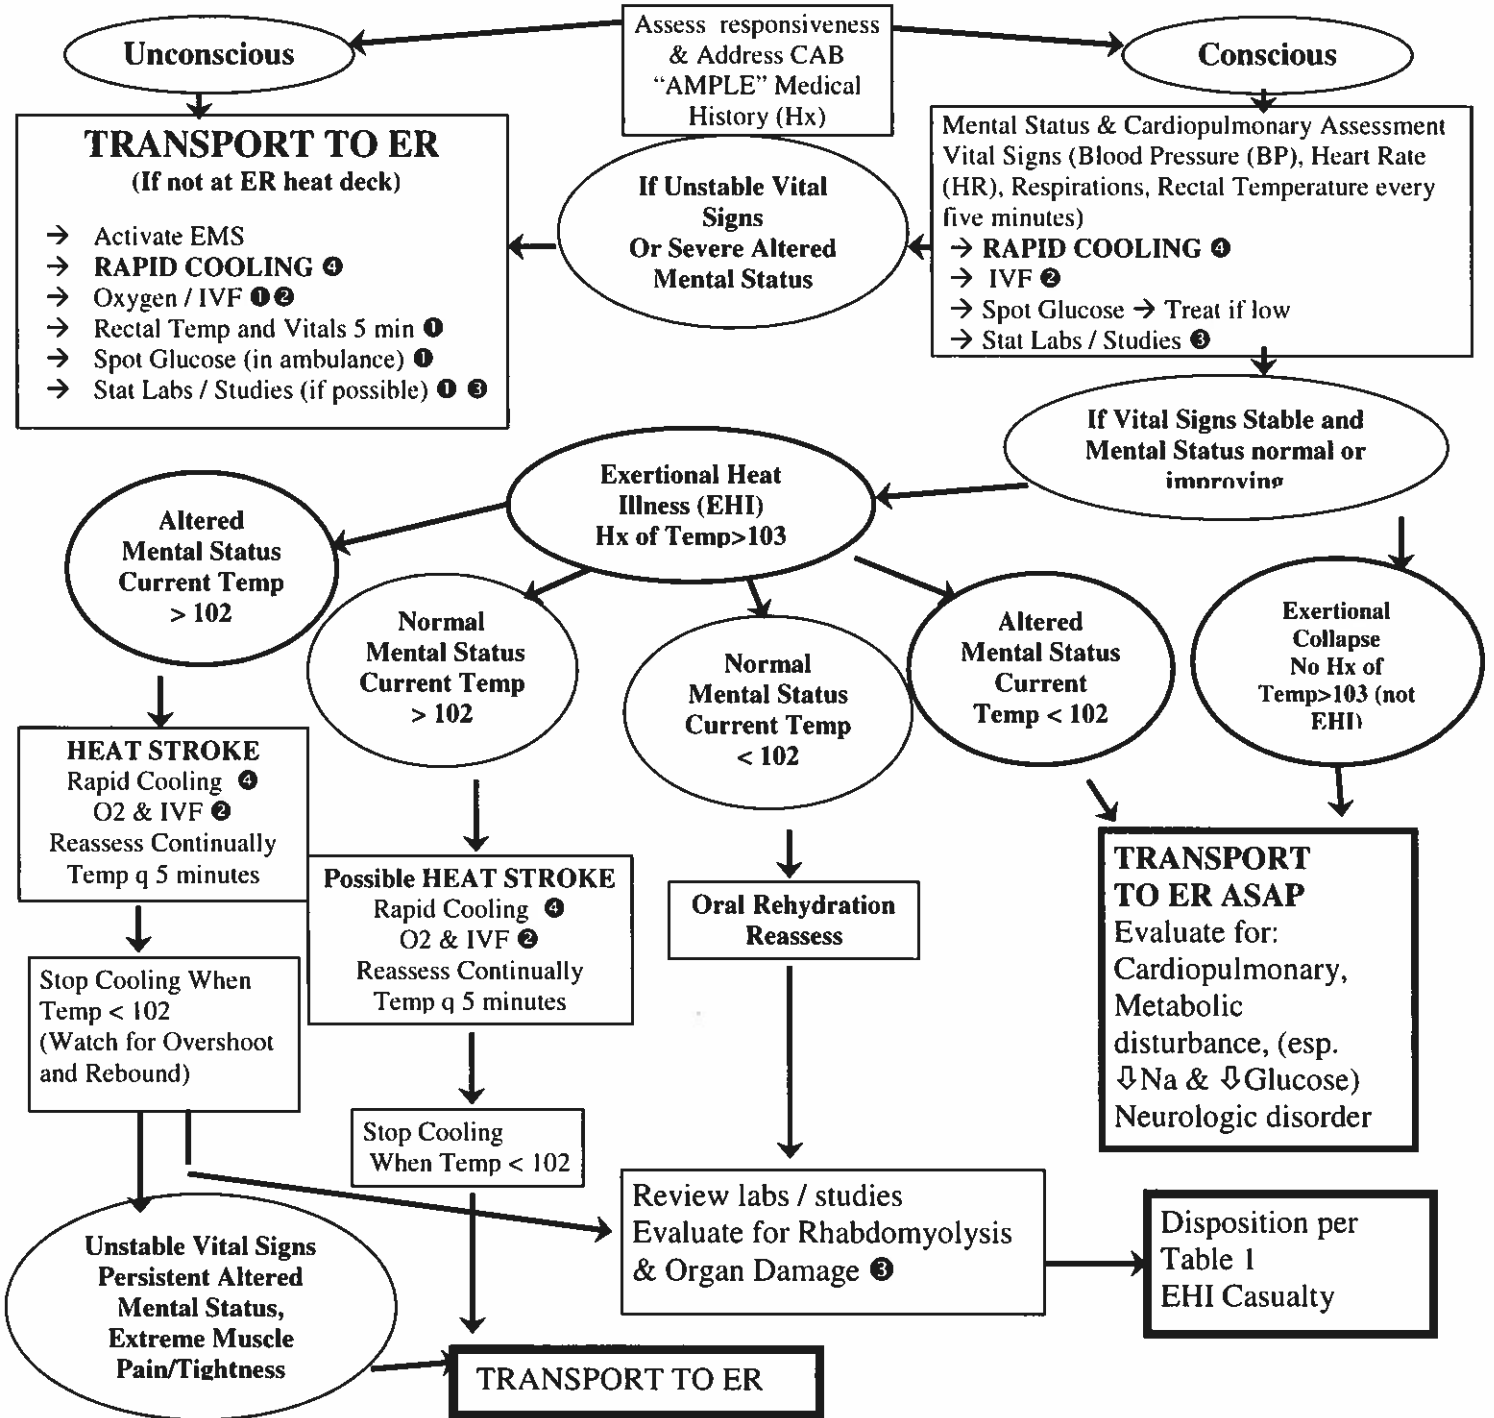 Assess responsiveness
& Address CAB
“AMPLE” Medical
History (Hx)
Unconscious
Conscious
TRANSPORT TO ER
(If not at ER heat deck)
→ Activate EMS
→ RAPID COOLING ❹
→ Oxygen / IVF ❶❷
→ Rectal Temp and Vitals 5 min ❶
→ Spot Glucose (in ambulance) ❶
→ Stat Labs / Studies (if possible) ❶ ❸
If Unstable Vital
Signs
Or Severe Altered
Mental Status
Mental Status & Cardiopulmonary Assessment
Vital Signs (Blood Pressure (BP), Heart Rate
(HR), Respirations, Rectal Temperature every
five minutes)
→ RAPID COOLING ❹
→ IVF ❷
→ Spot Glucose → Treat if low
→ Stat Labs / Studies ❸
If Vital Signs Stable and
Mental Status normal or
improving
Exertional Heat
Illness (EHI)
Hx of Temp>103
Altered
Mental Status
Current Temp
> 102
Normal
Mental Status
Current Temp
> 102
Normal
Mental Status
Current Temp
< 102
Altered
Mental Status
Current
Temp < 102
Exertional
Collapse
No Hx of
Temp>103 (not
EHI)
HEAT STROKE
Rapid Cooling ❹
O2 & IVF ❷
Reassess Continually
Temp q 5 minutes
Possible HEAT STROKE
Rapid Cooling ❹
O2 & IVF ❷
Reassess Continually
Temp q 5 minutes
Oral Rehydration
Reassess
TRANSPORT
TO ER ASAP
Evaluate for:
Cardiopulmonary,
Metabolic
disturbance, (esp.
⇩Na & ⇩Glucose)
Neurologic disorder
Stop Cooling When
Temp < 102
(Watch for Overshoot
and Rebound)
Stop Cooling
When Temp < 102
Review labs / studies
Evaluate for Rhabdomyolysis
& Organ Damage ❸
Disposition per
Table 1
EHI Casualty
Unstable Vital Signs
Persistent Altered
Mental Status,
Extreme Muscle
Pain/Tightness
TRANSPORT TO ER